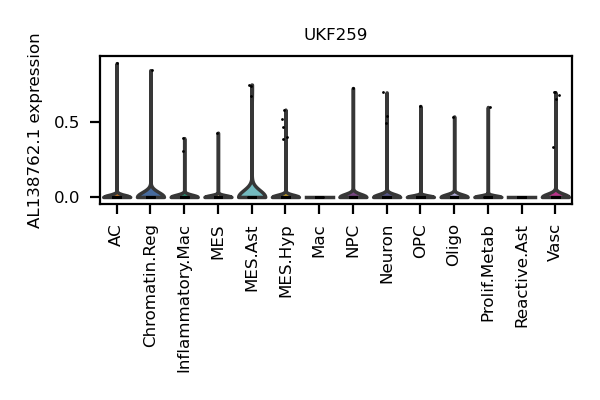 UKF259
AL138762.1 expression
0.5
0.0
AC
Chromatin.Reg
Inflammatory.Mac
MES
MES.Ast
MES.Hyp
Mac
NPC
Neuron
OPC
Oligo
Prolif.Metab
Reactive.Ast
Vasc